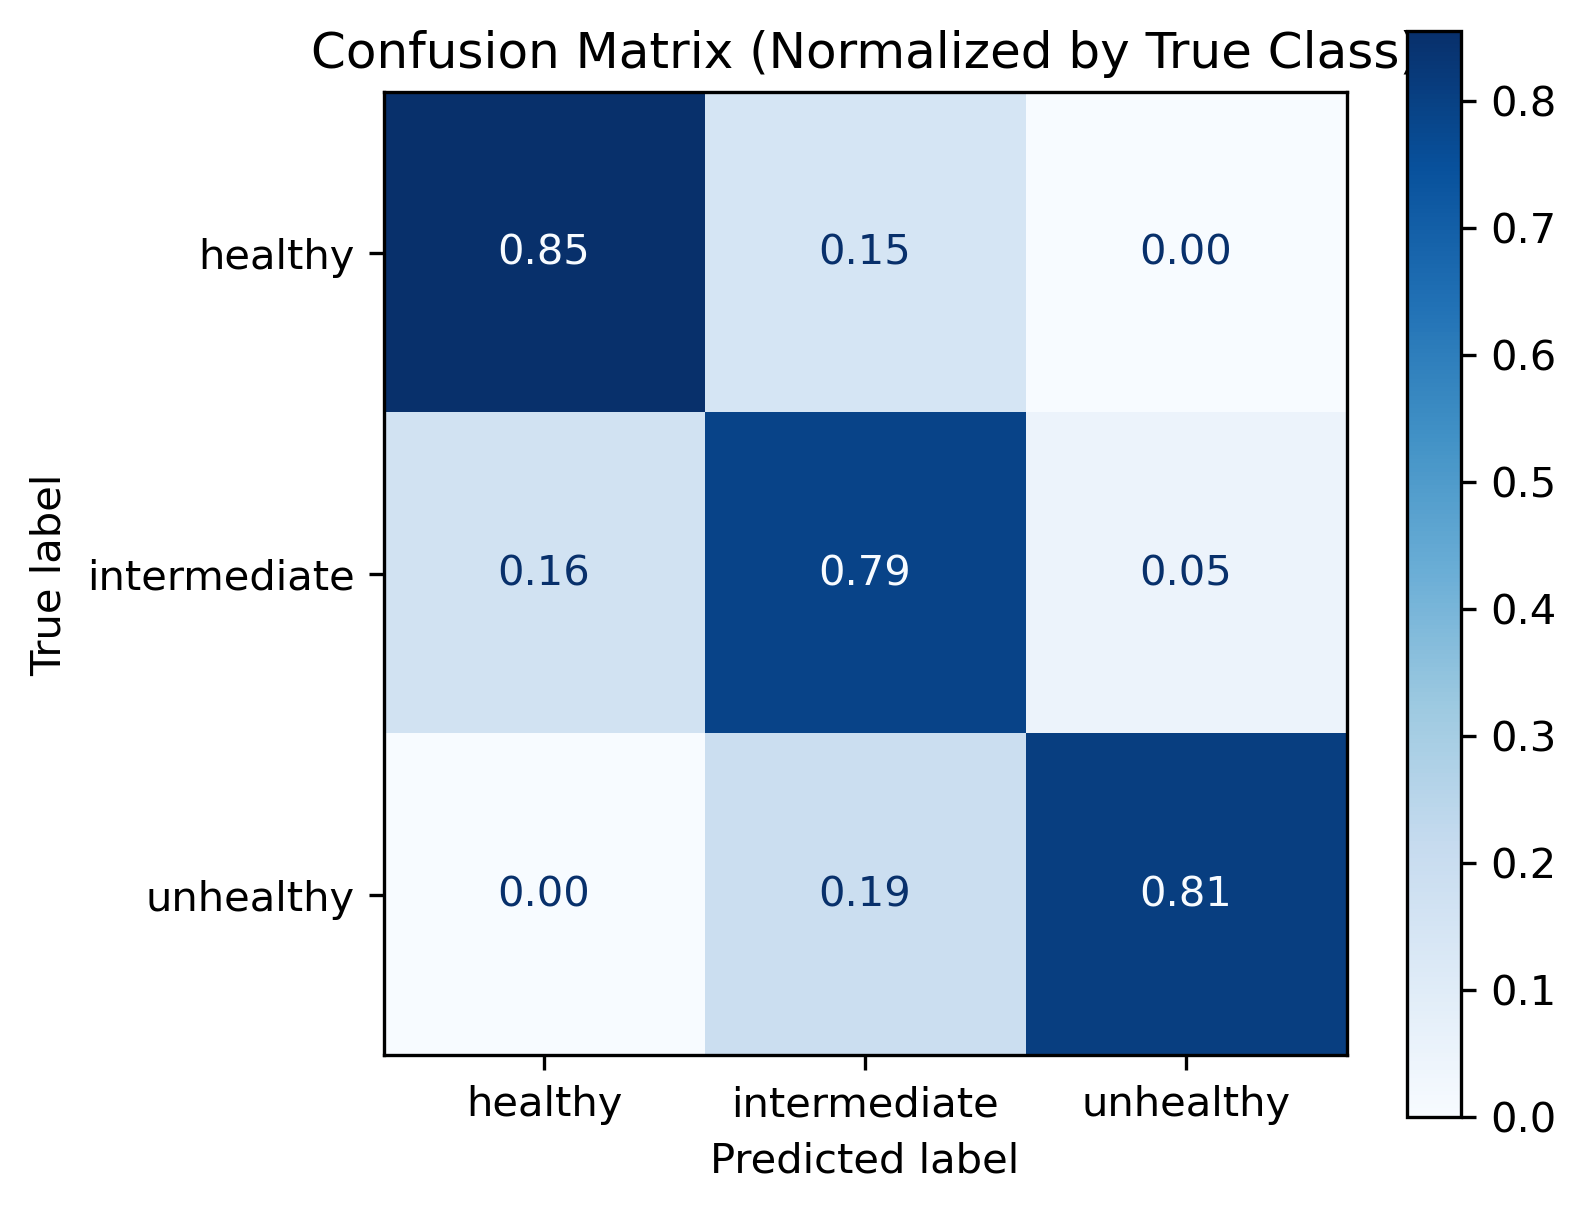 Confusion Matrix (Normalized by True Class)
healthy 0.85 0.15 0.00
intermediate 0.16 0.79 0.05
unhealthy 0.00 0.19 0.81
healthy intermediate unhealthy
Predicted label
True label
0.8
0.7
0.6
0.5
0.4
0.3
0.2
0.1
0.0